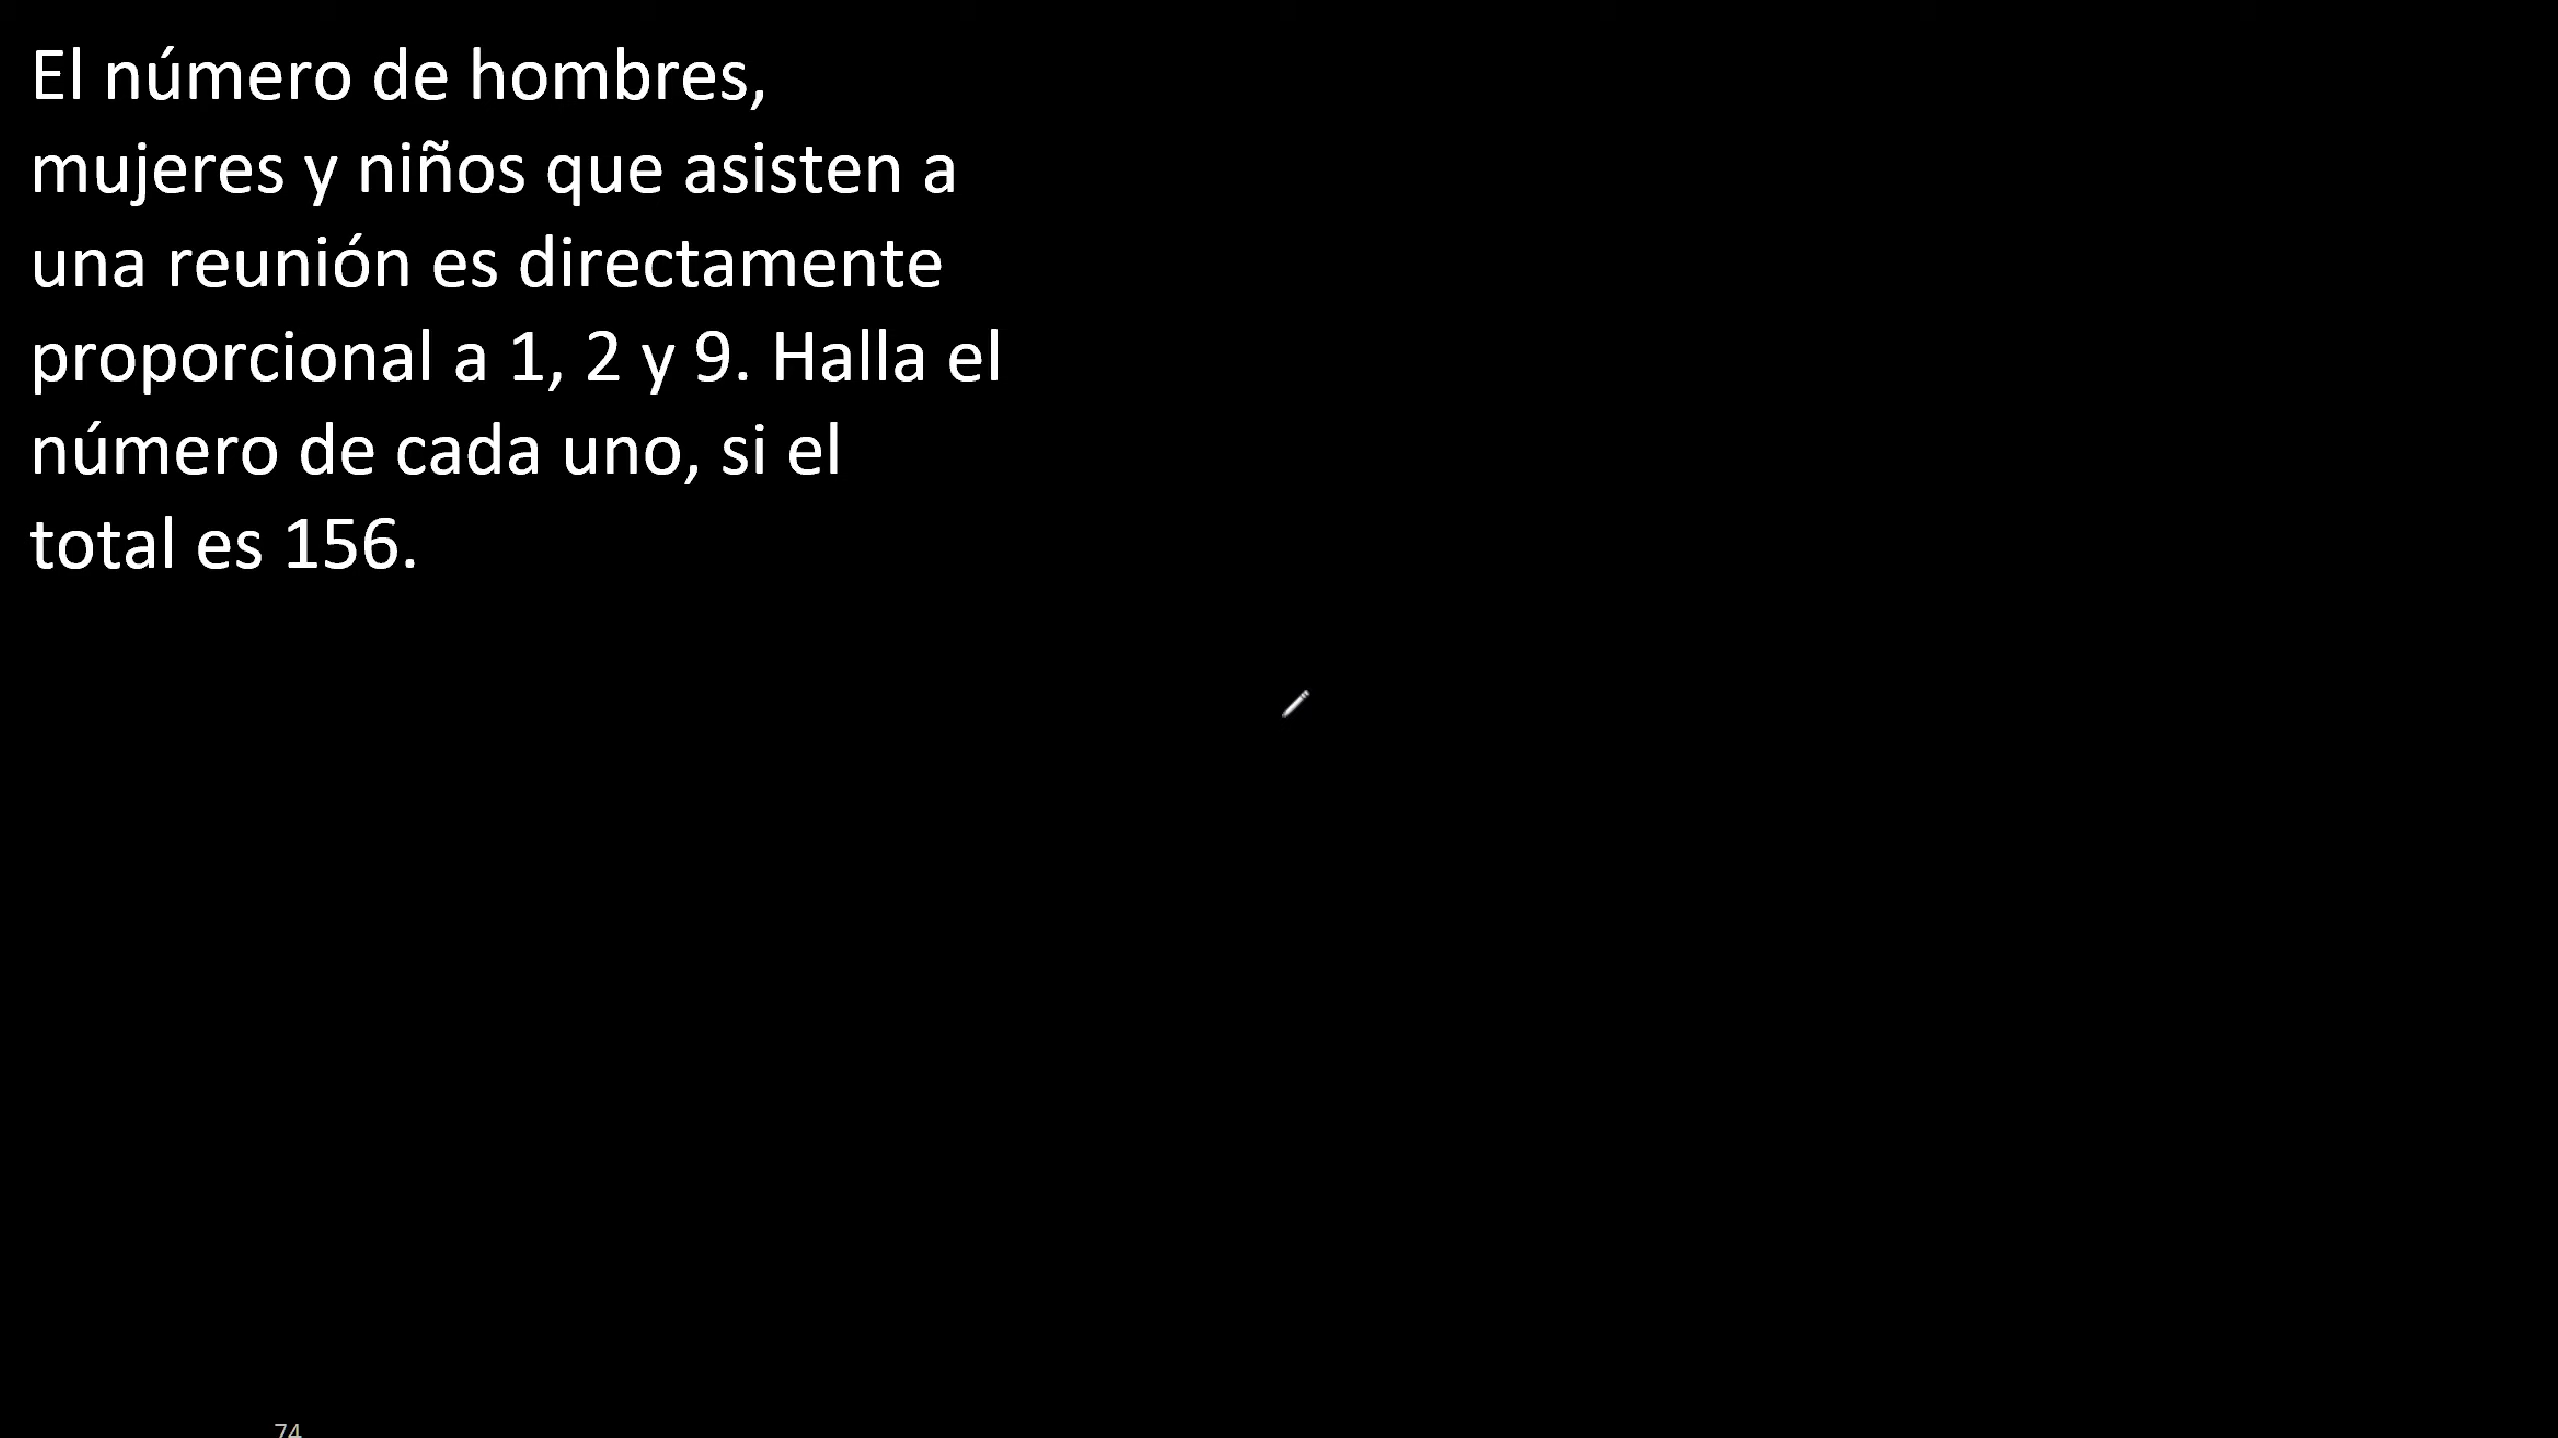 El número de hombres,
mujeres y niños que asisten a
una reunión es directamente
proporcional a 1, 2 y 9. Halla el
número de cada uno, si el
total es 156.
74